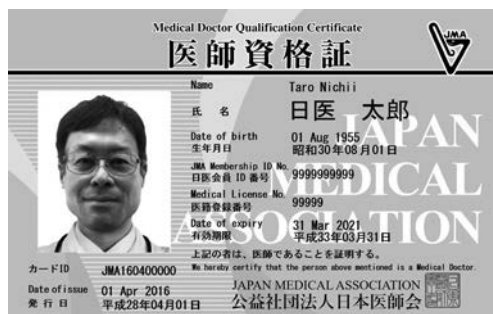 Medical Doctor Qualification Certificate
医師資格証
JMA
Name Taro Nichii
氏 名 日医 太郎
Date of birth 01 Aug 1955
生年月日 昭和30年08月01日
JMA Membership ID No.
日医会員 ID 番号 9999999999
Medical License No.
医籍登録番号 99999
Date of expiry 31 Mar 2021
有効期限 平成33年03月31日
JAPAN
MEDICAL
ASSOCIATION
上記の者は、医師であることを証明する。
We hereby certify that the person above mentioned is a Medical Doctor.
カードID JMA160400000
Date of issue 01 Apr 2016
発行日 平成28年04月01日
JAPAN MEDICAL ASSOCIATION
公益社団法人日本医師会